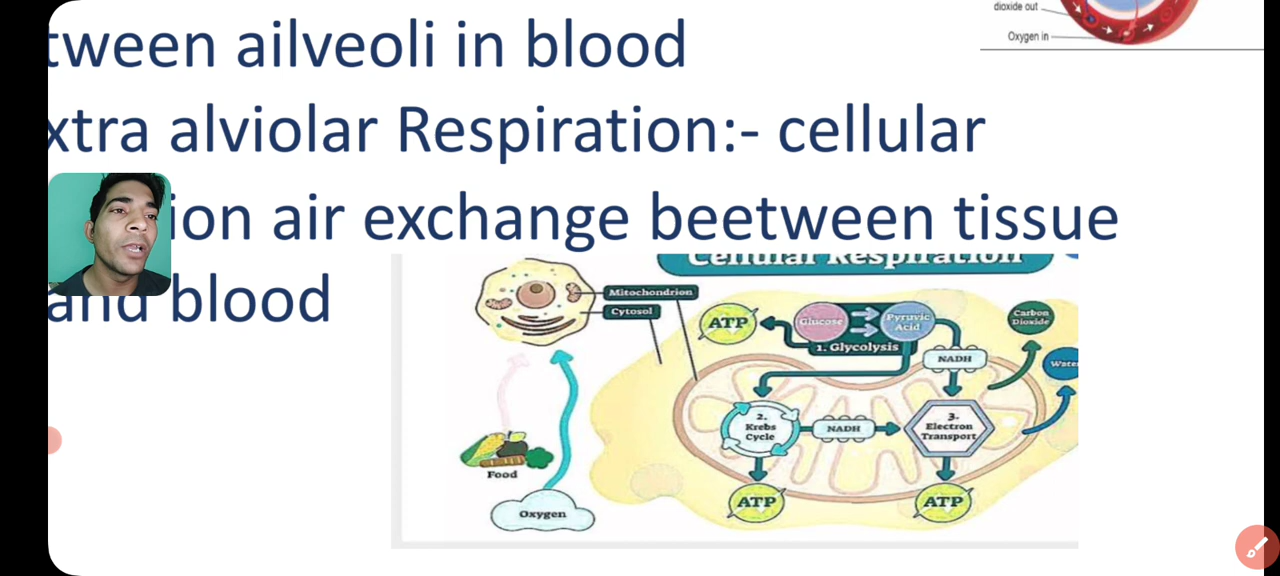 dioxide out
Oxygen in
tween ailveoli in blood
xtra alviolar Respiration:- cellular
ion air exchange beetween tissue
and blood
Cellular Respiration
Mitochondrion
Cytosol
ATP
Glucose
Pyruvic
Acid
1. Glycolysis
Carbon
Dioxide
NADH
Water
2.
Krebs
Cycle
NADH
3.
Electron
Transport
Food
Oxygen
ATP
ATP